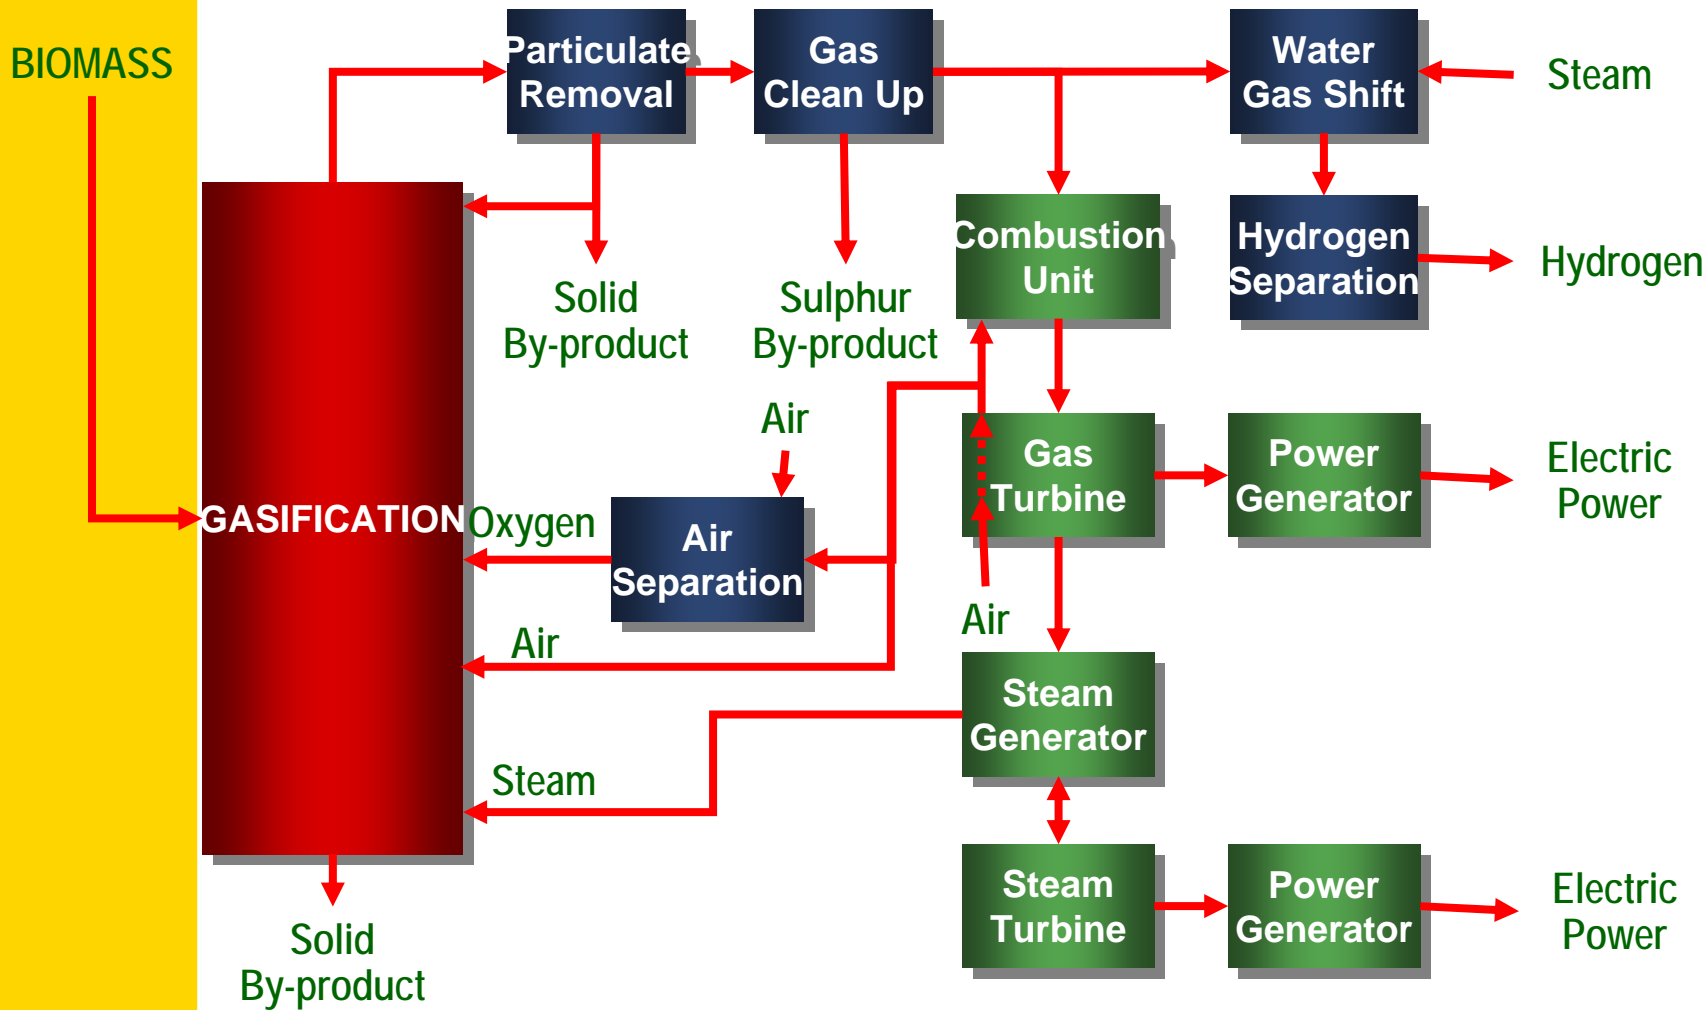 BIOMASS
Particulate
Removal
Gas
Clean Up
Water
Gas Shift
Steam
Combustion
Unit
Hydrogen
Separation
Hydrogen
Solid
By-product
Sulphur
By-product
Air
Gas
Turbine
Power
Generator
Electric
Power
GASIFICATION
Oxygen
Air
Separation
Air
Air
Steam
Generator
Steam
Steam
Turbine
Power
Generator
Electric
Power
Solid
By-product